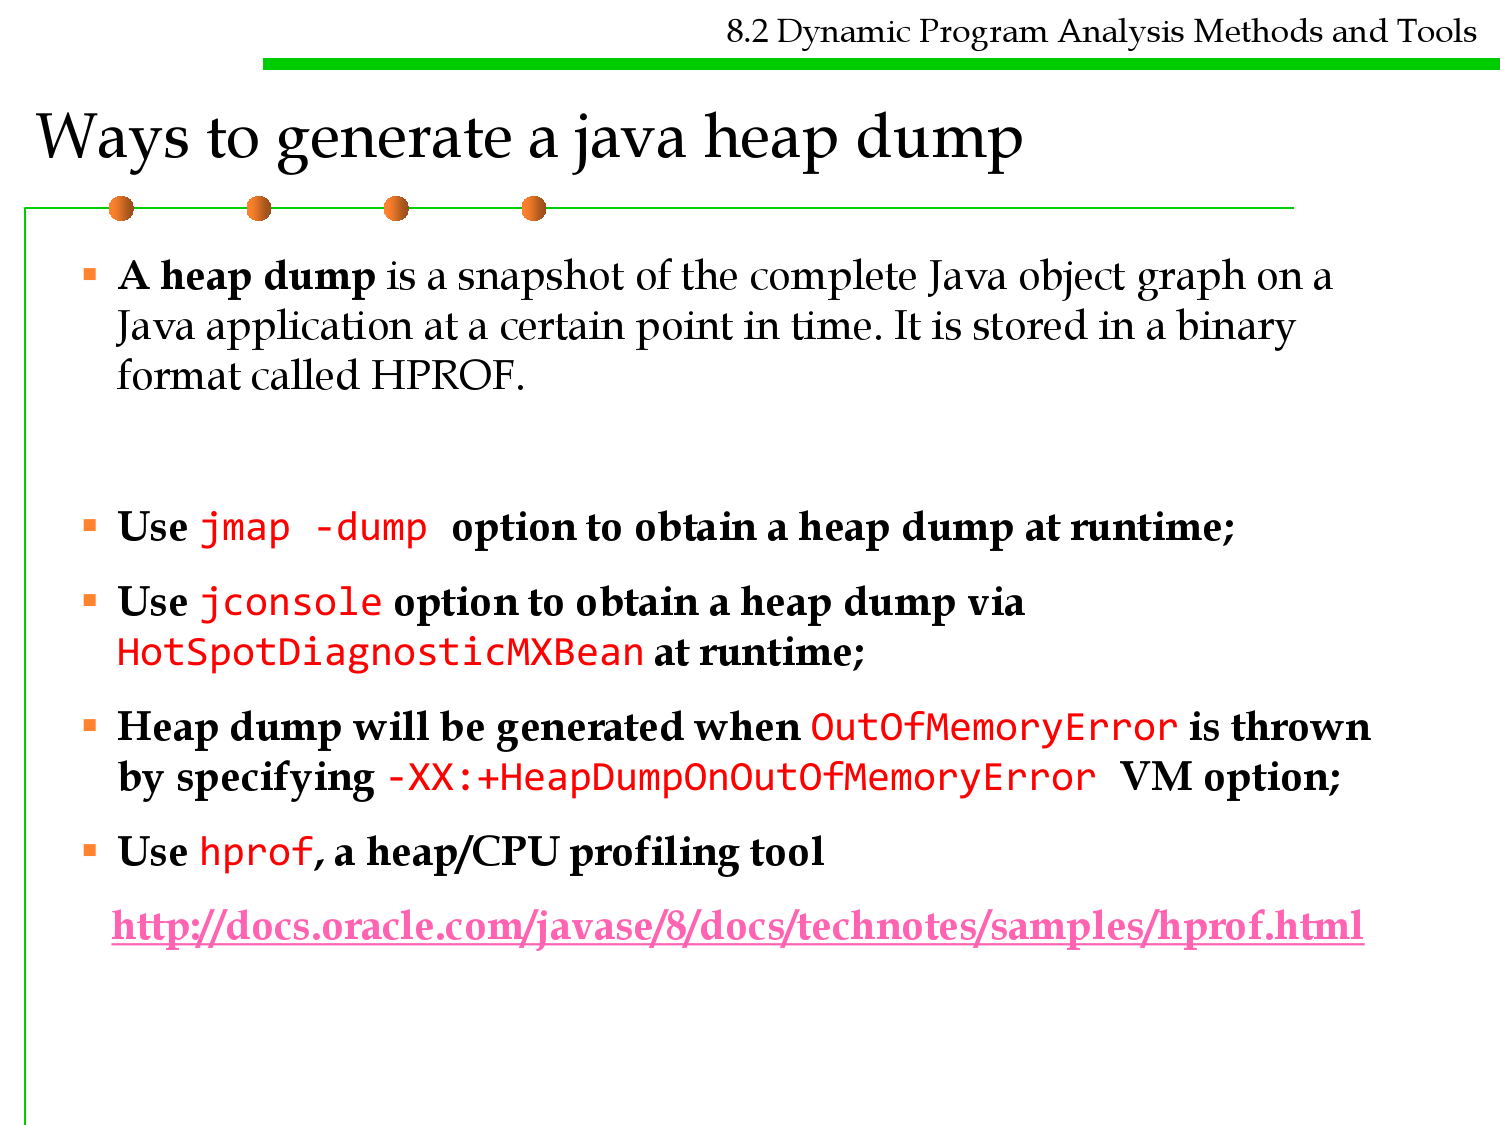 8.2 Dynamic Program Analysis Methods and Tools
Ways to generate a java heap dump
A heap dump is a snapshot of the complete Java object graph on a
Java application at a certain point in time. It is stored in a binary
format called HPROF.
Use jmap -dump option to obtain a heap dump at runtime;
Use jconsole option to obtain a heap dump via
HotSpotDiagnosticMXBean at runtime;
Heap dump will be generated when OutOfMemoryError is thrown
by specifying -XX:+HeapDumpOnOutOfMemoryError VM option;
Use hprof, a heap/CPU profiling tool
http://docs.oracle.com/javase/8/docs/technotes/samples/hprof.html